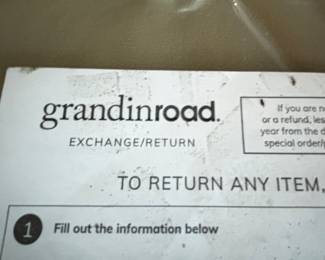 grandinroad.
EXCHANGE/RETURN
If you are n
or a refund, les
year from the d
special order/p
TO RETURN ANY ITEM,
1 Fill out the information below